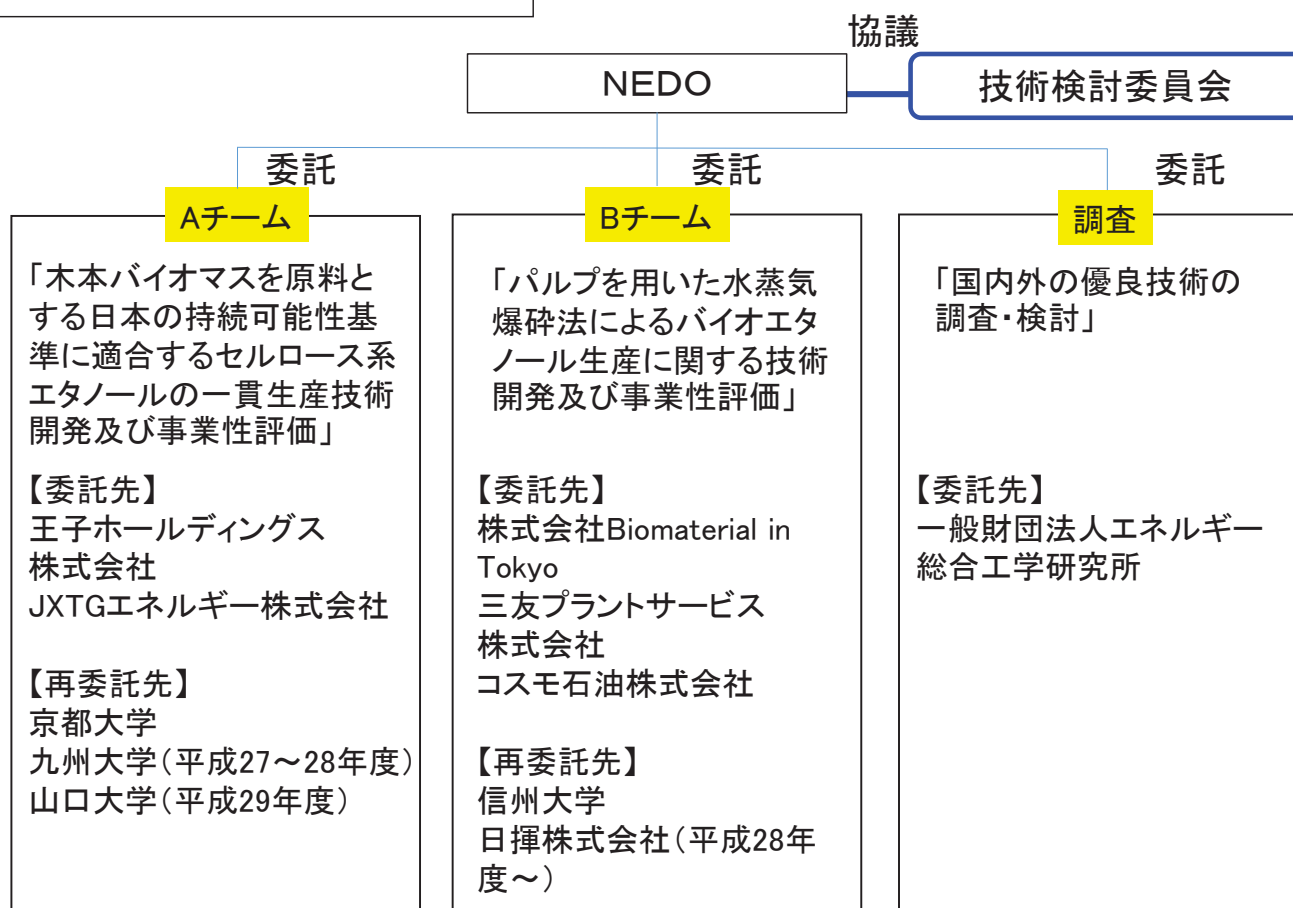 協議
NEDO
技術検討委員会
委託
委託
委託
Aチーム
「木本バイオマスを原料と
する日本の持続可能性基
準に適合するセルロース系
エタノールの一貫生産技術
開発及び事業性評価」
【委託先】
王子ホールディングス
株式会社
JXTGエネルギー株式会社
【再委託先】
京都大学
九州大学(平成27～28年度)
山口大学(平成29年度)
Bチーム
「パルプを用いた水蒸気
爆砕法によるバイオエタ
ノール生産に関する技術
開発及び事業性評価」
【委託先】
株式会社Biomaterial in
Tokyo
三友プラントサービス
株式会社
コスモ石油株式会社
【再委託先】
信州大学
日揮株式会社(平成28年
度～)
調査
「国内外の優良技術の
調査・検討」
【委託先】
一般財団法人エネルギー
総合工学研究所